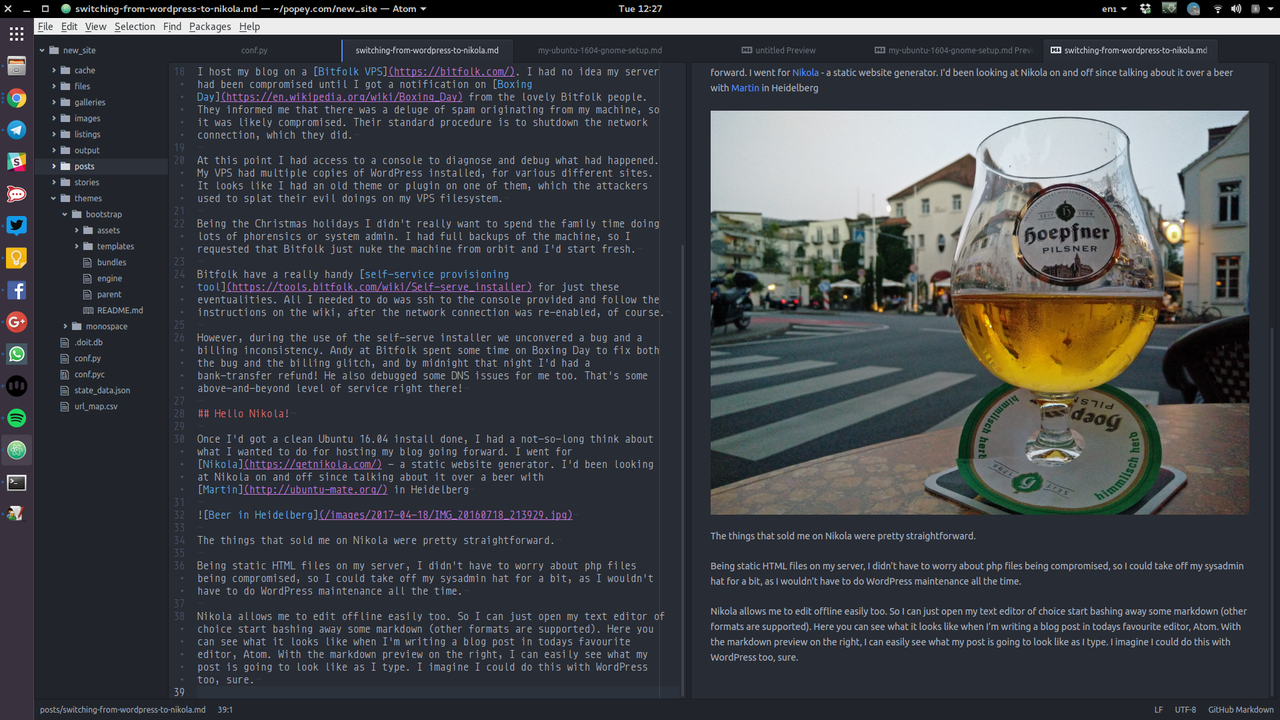 switching-from-wordpress-to-nikola.md — ~/popey.com/new_site — Atom
Tue 12:27
en1
File Edit View Selection Find Packages Help
new_site
cache
files
galleries
images
listings
output
posts
stories
themes
bootstrap
assets
templates
bundles
engine
parent
README.md
monospace
.doit.db
conf.py
conf.pyc
state_data.json
url_map.csv
conf.py
switching-from-wordpress-to-nikola.md
my-ubuntu-1604-gnome-setup.md
untitled Preview
my-ubuntu-1604-gnome-setup.md Prev
switching-from-wordpress-to-nikola.md
18 I host my blog on a [Bitfolk VPS](https://bitfolk.com/). I had no idea my server
had been compromised until I got a notification on [Boxing
Day](https://en.wikipedia.org/wiki/Boxing_Day) from the lovely Bitfolk people.
They informed me that there was a deluge of spam originating from my machine, so
it was likely compromised. Their standard procedure is to shutdown the network
connection, which they did.
19
20 At this point I had access to a console to diagnose and debug what had happened.
My VPS had multiple copies of WordPress installed, for various different sites.
It looks like I had an old theme or plugin on one of them, which the attackers
used to splat their evil doings on my VPS filesystem.
21
22 Being the Christmas holidays I didn't really want to spend the family time doing
lots of phorensics or system admin. I had full backups of the machine, so I
requested that Bitfolk just nuke the machine from orbit and I'd start fresh.
23
24 Bitfolk have a really handy [self-service provisioning
tool](https://tools.bitfolk.com/wiki/Self-serve_installer) for just these
eventualities. All I needed to do was ssh to the console provided and follow the
instructions on the wiki, after the network connection was re-enabled, of course.
25
26 However, during the use of the self-serve installer we unconvered a bug and a
billing inconsistency. Andy at Bitfolk spent some time on Boxing Day to fix both
the bug and the billing glitch, and by midnight that night I'd had a
bank-transfer refund! He also debugged some DNS issues for me too. That's some
above-and-beyond level of service right there!
27
28 ## Hello Nikola!
29
30 Once I'd got a clean Ubuntu 16.04 install done, I had a not-so-long think about
what I wanted to do for hosting my blog going forward. I went for
[Nikola](https://getnikola.com/) - a static website generator. I'd been looking
at Nikola on and off since talking about it over a beer with
[Martin](http://ubuntu-mate.org/) in Heidelberg
31
32 ![Beer in Heidelberg](/images/2017-04-18/IMG_20160718_213929.jpg)
33
34 The things that sold me on Nikola were pretty straightforward.
35
36 Being static HTML files on my server, I didn't have to worry about php files
being compromised, so I could take off my sysadmin hat for a bit, as I wouldn't
have to do WordPress maintenance all the time.
37
38 Nikola allows me to edit offline easily too. So I can just open my text editor of
choice start bashing away some markdown (other formats are supported). Here you
can see what it looks like when I'm writing a blog post in todays favourite
editor, Atom. With the markdown preview on the right, I can easily see what my
post is going to look like as I type. I imagine I could do this with WordPress
too, sure.
39
forward. I went for Nikola - a static website generator. I'd been looking at Nikola on and off since talking about it over a beer
with Martin in Heidelberg
Hoepfner
PILSNER
himmlisch herb
The things that sold me on Nikola were pretty straightforward.
Being static HTML files on my server, I didn't have to worry about php files being compromised, so I could take off my sysadmin
hat for a bit, as I wouldn't have to do WordPress maintenance all the time.
Nikola allows me to edit offline easily too. So I can just open my text editor of choice start bashing away some markdown (other
formats are supported). Here you can see what it looks like when I'm writing a blog post in todays favourite editor, Atom. With
the markdown preview on the right, I can easily see what my post is going to look like as I type. I imagine I could do this with
WordPress too, sure.
posts/switching-from-wordpress-to-nikola.md 39:1
LF UTF-8 GitHub Markdown